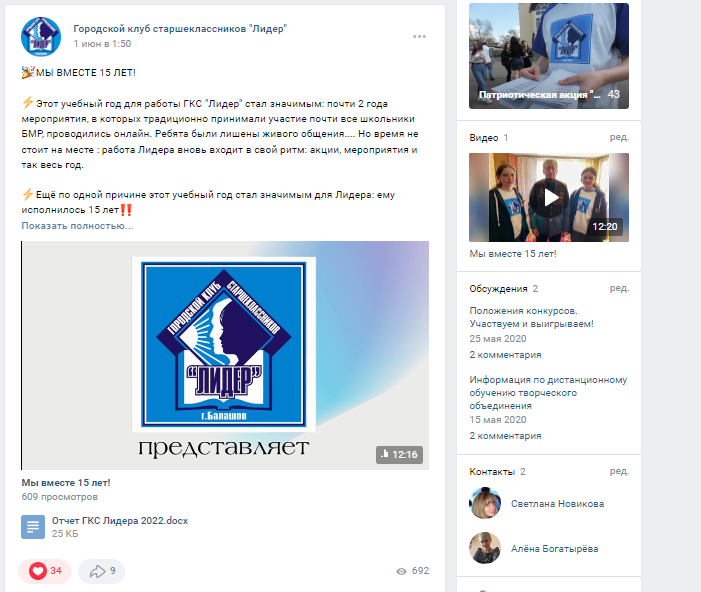 Городской клуб старшеклассников "Лидер"
1 июн в 1:50
МЫ ВМЕСТЕ 15 ЛЕТ!
Этот учебный год для работы ГКС "Лидер" стал значимым: почти 2 года
мероприятия, в которых традиционно принимали участие почти все школьники
БМР, проводились онлайн. Ребята были лишены живого общения.... Но время не
стоит на месте : работа Лидера вновь входит в свой ритм: акции, мероприятия и
так весь год.
Ещё по одной причине этот учебный год стал значимым для Лидера: ему
исполнилось 15 лет‼
Показать полностью...
ГОРОДСКОЙ КЛУБ
СТАРШЕКЛАССНИКОВ
"ЛИДЕР"
г.Балашов
представляет
12:16
Мы вместе 15 лет!
609 просмотров
Отчет ГКС Лидера 2022.docx
25 КБ
34
9
692
Патриотическая акция "...
43
Видео 1
ред.
12:20
Мы вместе 15 лет!
Обсуждения 2
ред.
Положения конкурсов.
Участвуем и выигрываем!
25 мая 2020
2 комментария
Информация по дистанционному
обучению творческого
объединения
15 мая 2020
2 комментария
Контакты 2
ред.
Светлана Новикова
Алёна Богатырёва